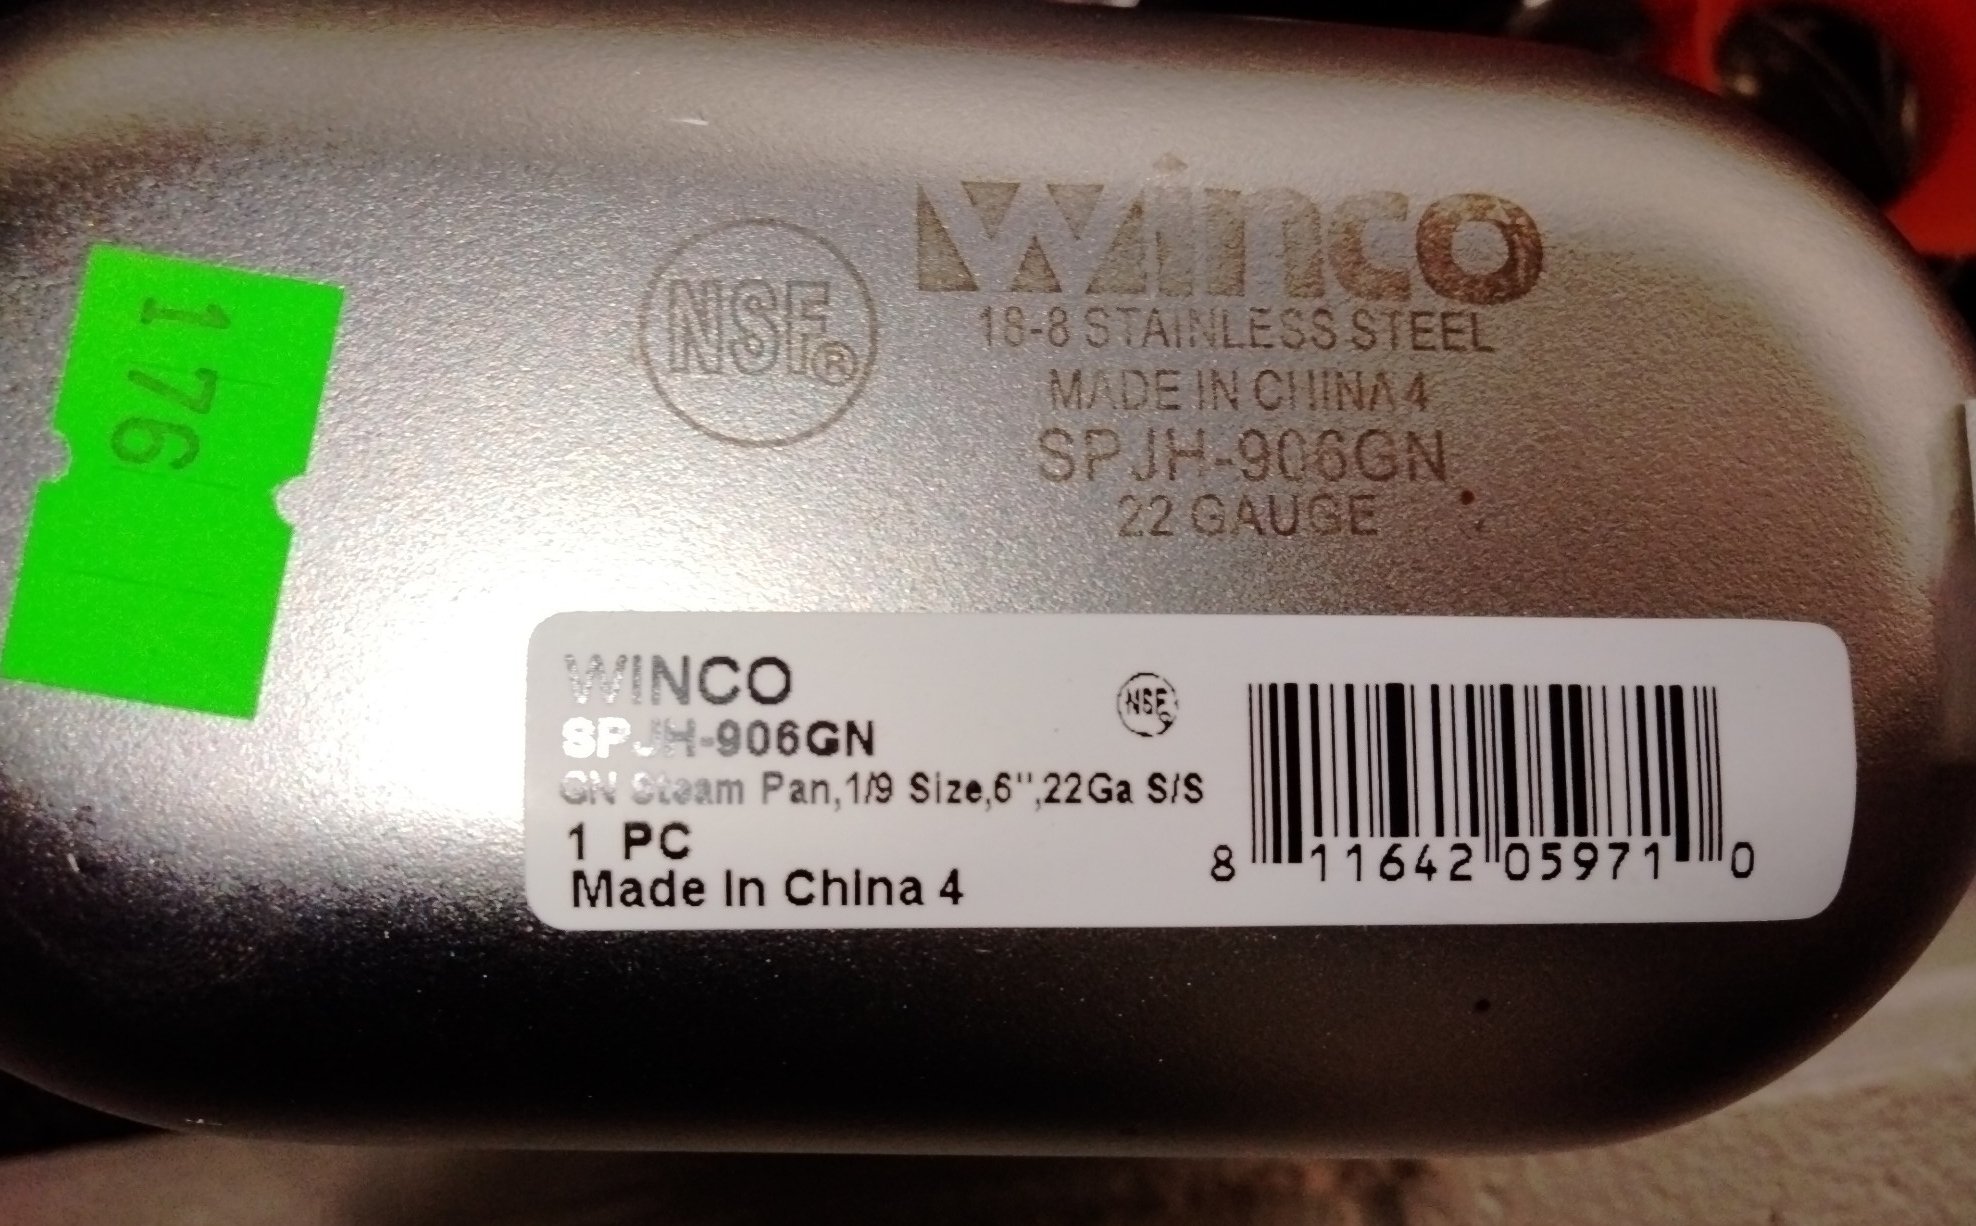 176
NSF®
Winco
18-8 STAINLESS STEEL
MADE IN CHINA 4
SPJH-906GN
22 GAUGE
WINCO
SPJH-906GN
GN Steam Pan,1/9 Size,6'',22Ga S/S
1 PC
Made In China 4
NSF
8 11642 05971 0